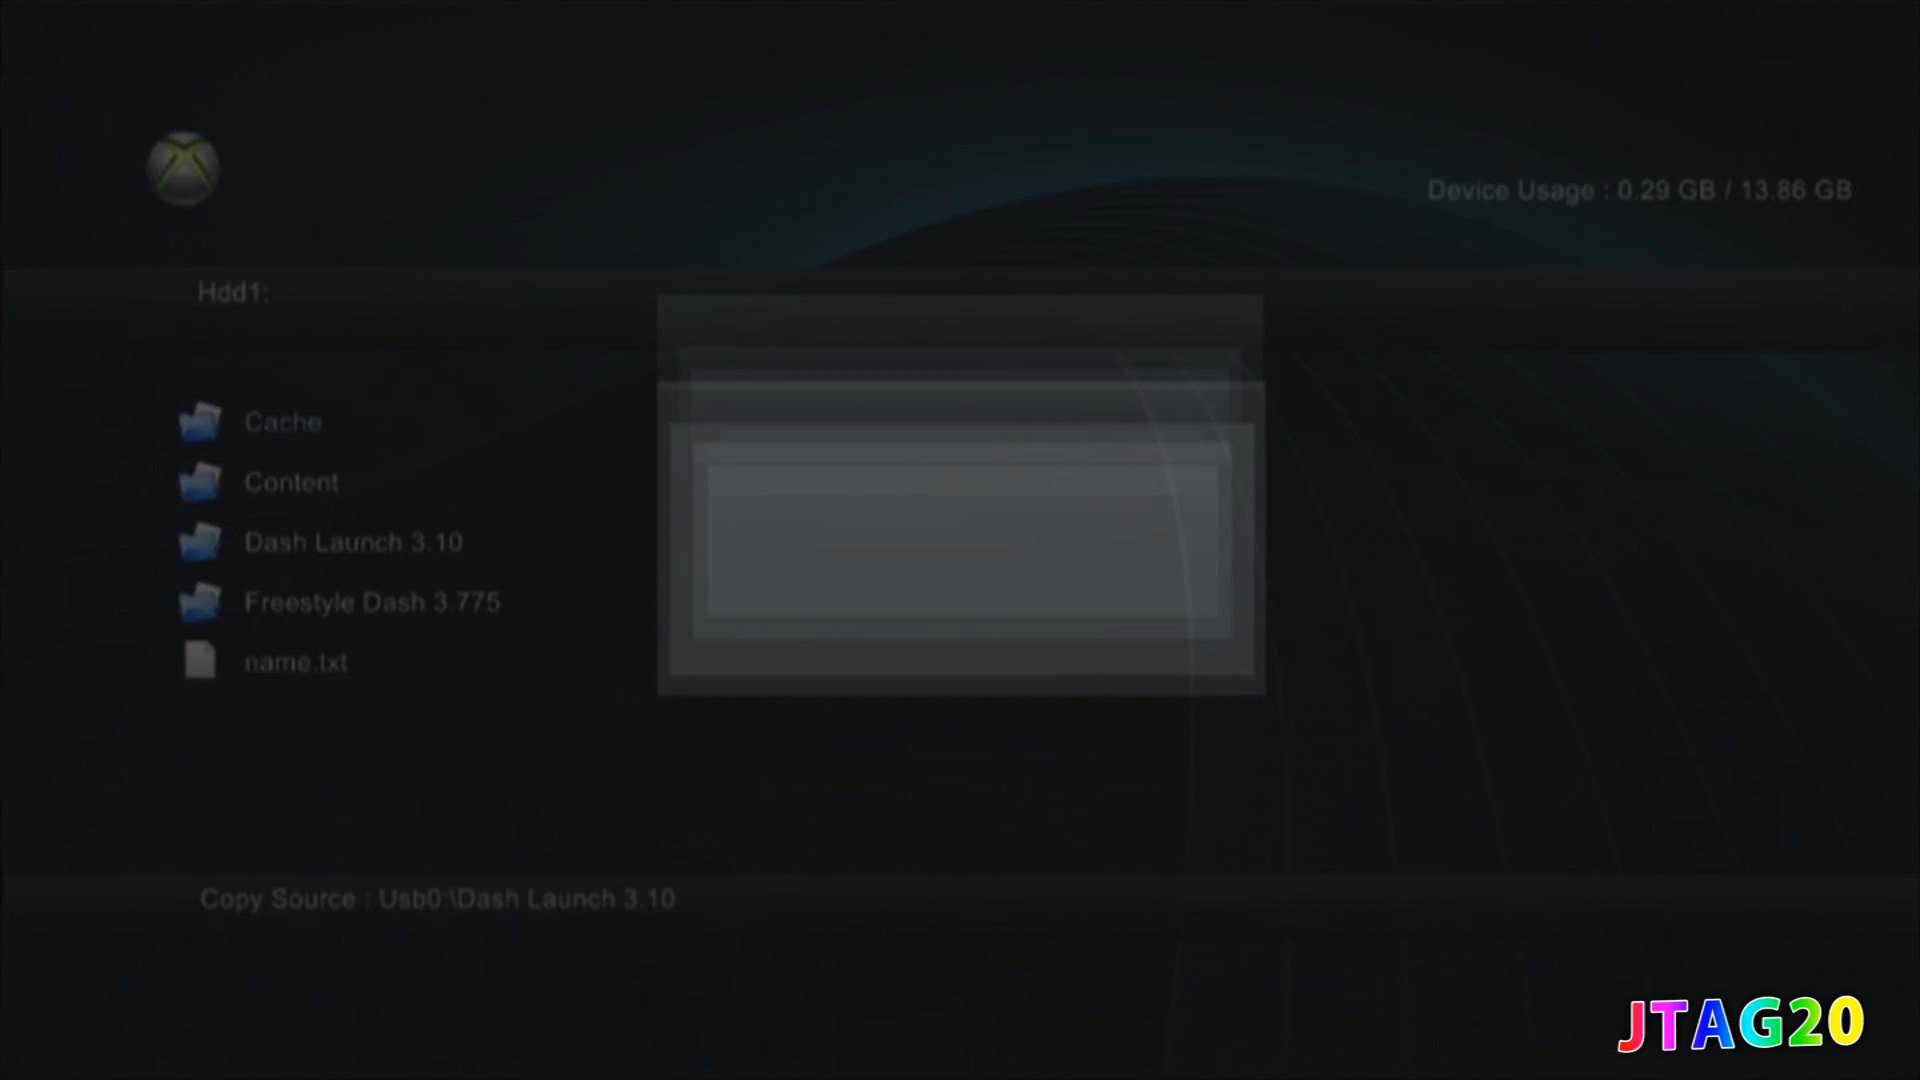 Device Usage : 0.29 GB / 13.86 GB
Hdd1:
Cache
Content
Dash Launch 3.10
Freestyle Dash 3.775
name.txt
Copy Source : Usb0:\Dash Launch 3.10
JTAG20